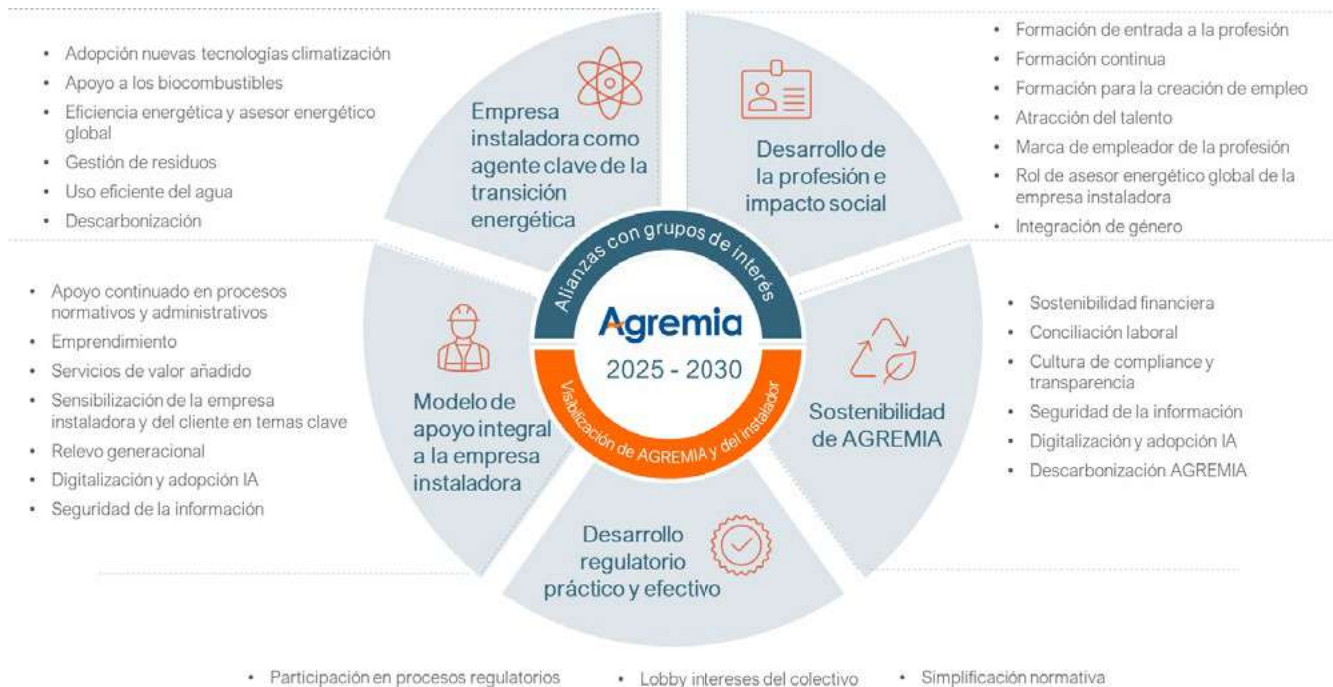 • Adopción nuevas tecnologías climatización
• Apoyo a los biocombustibles
• Eficiencia energética y asesor energético
global
• Gestión de residuos
• Uso eficiente del agua
• Descarbonización
Empresa
instaladora como
agente clave de la
transición
energética
Desarrollo de
la profesión e
impacto social
• Formación de entrada a la profesión
• Formación continua
• Formación para la creación de empleo
• Atracción del talento
• Marca de empleador de la profesión
• Rol de asesor energético global de la
empresa instaladora
• Integración de género
Alianzas con grupos de interés
Agremia
2025 - 2030
Visibilización de AGREMIA y del instalador
• Apoyo continuado en procesos
normativos y administrativos
• Emprendimiento
• Servicios de valor añadido
• Sensibilización de la empresa
instaladora y del cliente en temas clave
• Relevo generacional
• Digitalización y adopción IA
• Seguridad de la información
Modelo de
apoyo integral
a la empresa
instaladora
Sostenibilidad
de AGREMIA
• Sostenibilidad financiera
• Conciliación laboral
• Cultura de compliance y
transparencia
• Seguridad de la información
• Digitalización y adopción IA
• Descarbonización AGREMIA
Desarrollo
regulatorio
práctico y efectivo
• Participación en procesos regulatorios
• Lobby intereses del colectivo
• Simplificación normativa